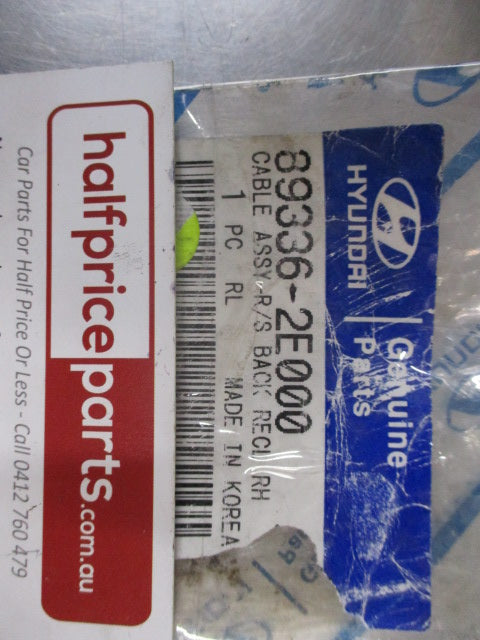 HYUNDAI
Genuine
Parts
89336-2E000
CABLE ASSY-R/S BACK RECL, RH
1 PC RL MADE IN KOREA
halfpriceparts.com.au
Car Parts For Half Price Or Less - Call 0412 760 479